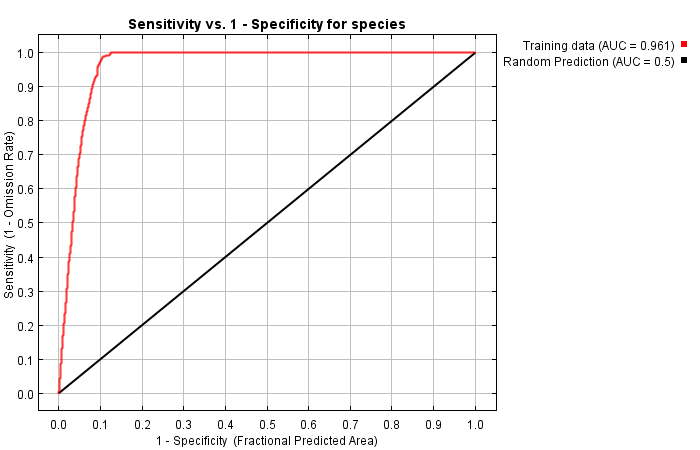 Sensitivity vs. 1 - Specificity for species
Training data (AUC = 0.961)
Random Prediction (AUC = 0.5)
Sensitivity (1 - Omission Rate)
1.0
0.9
0.8
0.7
0.6
0.5
0.4
0.3
0.2
0.1
0.0
0.0 0.1 0.2 0.3 0.4 0.5 0.6 0.7 0.8 0.9 1.0
1 - Specificity (Fractional Predicted Area)